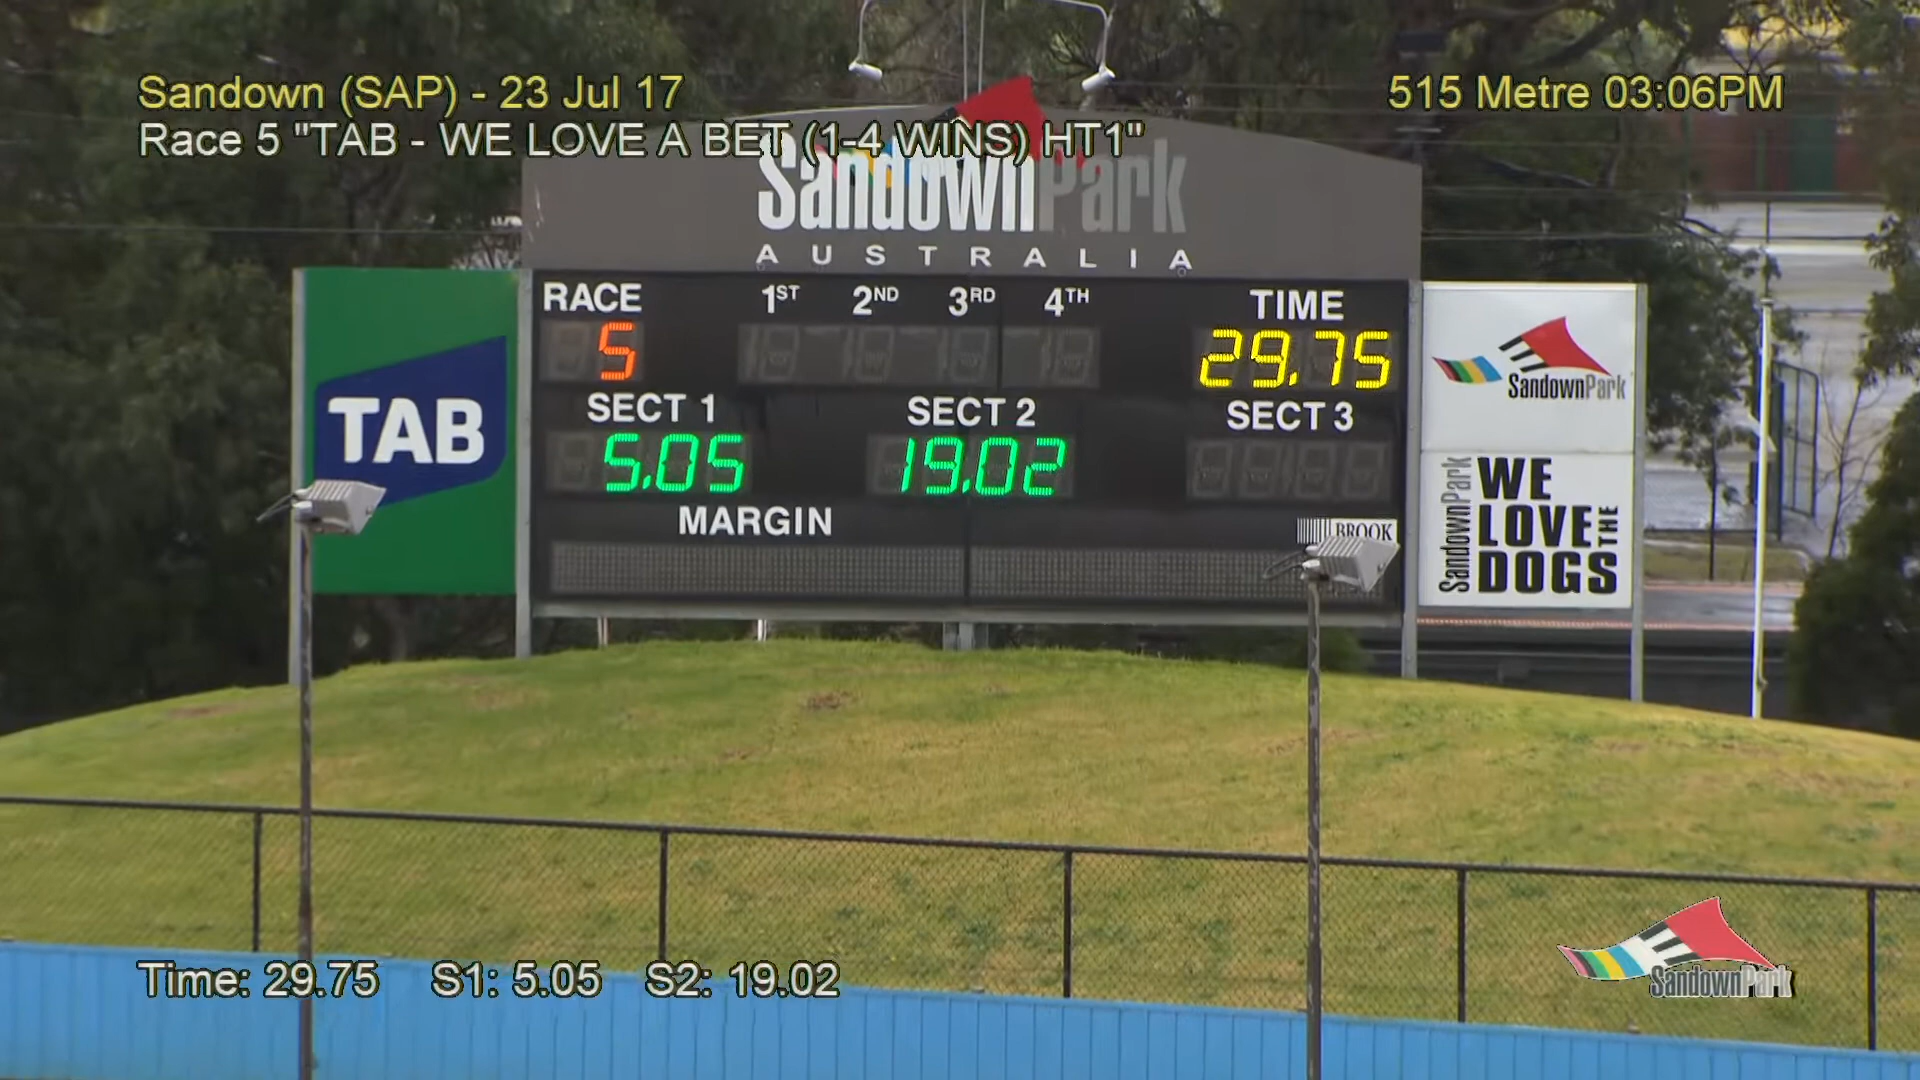 Sandown (SAP) - 23 Jul 17
515 Metre 03:06PM
Race 5 "TAB - WE LOVE A BET (1-4 WINS) HT1"
SandownPark
AUSTRALIA
RACE 1ST 2ND 3RD 4TH TIME
5 29.75
SECT 1 SECT 2 SECT 3
5.05 19.02
MARGIN
BROOK
TAB
SandownPark
SandownPark
WE
LOVE THE
DOGS
Time: 29.75 S1: 5.05 S2: 19.02
SandownPark